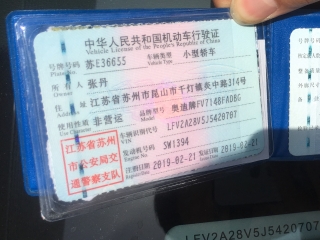 中华人民共和国机动车行驶证
Vehicle License of the People's Republic of China
号牌号码 苏E36655 车辆类型 小型轿车
Plate No. Vehicle Type
所有人 张丹
Owner
住址 江苏省苏州市昆山市千灯镇炎中路314号
Address
使用性质 非营运 品牌型号 奥迪牌FV7148FADBG
Use Character Model
车辆识别代号 LFV2A28V5J5420707
VIN
发动机号码 SW1394
Engine No.
注册日期 2019-02-21 发证日期 2019-02-21
Register Date Issue Date
江苏省苏州
市公安局交
通警察支队
LFV2A28V5J5420707